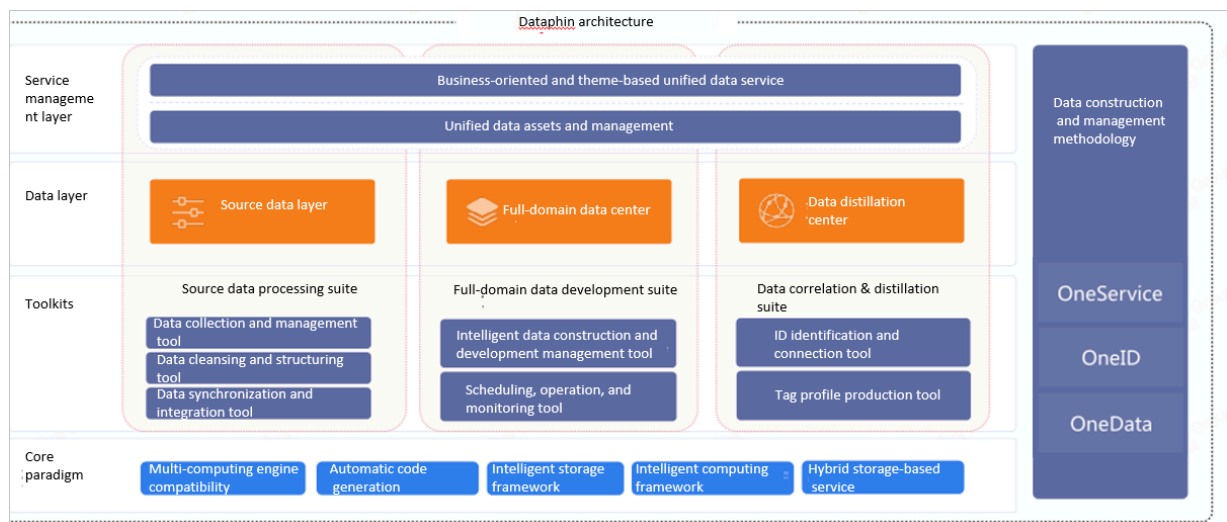 Dataphin architecture
Service
manageme
nt layer
Business-oriented and theme-based unified data service
Unified data assets and management
Data construction
and management
methodology
Data layer
Source data layer
Full-domain data center
Data distillation
center
Toolkits
Source data processing suite
Full-domain data development suite
Data correlation & distillation
suite
Data collection and management
tool
Data cleansing and structuring
tool
Data synchronization and
integration tool
Intelligent data construction and
development management tool
Scheduling, operation, and
monitoring tool
ID identification and
connection tool
Tag profile production tool
OneService
OneID
OneData
Core
paradigm
Multi-computing engine
compatibility
Automatic code
generation
Intelligent storage
framework
Intelligent computing
framework
Hybrid storage-based
service